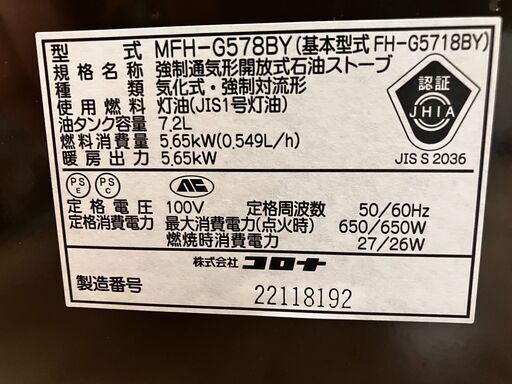 型　　　式　MFH-G578BY(基本型式FH-G5718BY)
規格名称　強制通気形開放式石油ストーブ
種　　　類　気化式・強制対流形
使用燃料　灯油(JIS1号灯油)
油タンク容量　7.2L
燃料消費量　5.65kW(0.549L/h)
暖房出力　5.65kW
認証
JHIA
JIS S 2036
PS E　PS C
定格電圧　100V　定格周波数　50/60Hz
定格消費電力　最大消費電力(点火時)　650/650W
燃焼時消費電力　27/26W
株式会社コロナ
製造番号　22118192